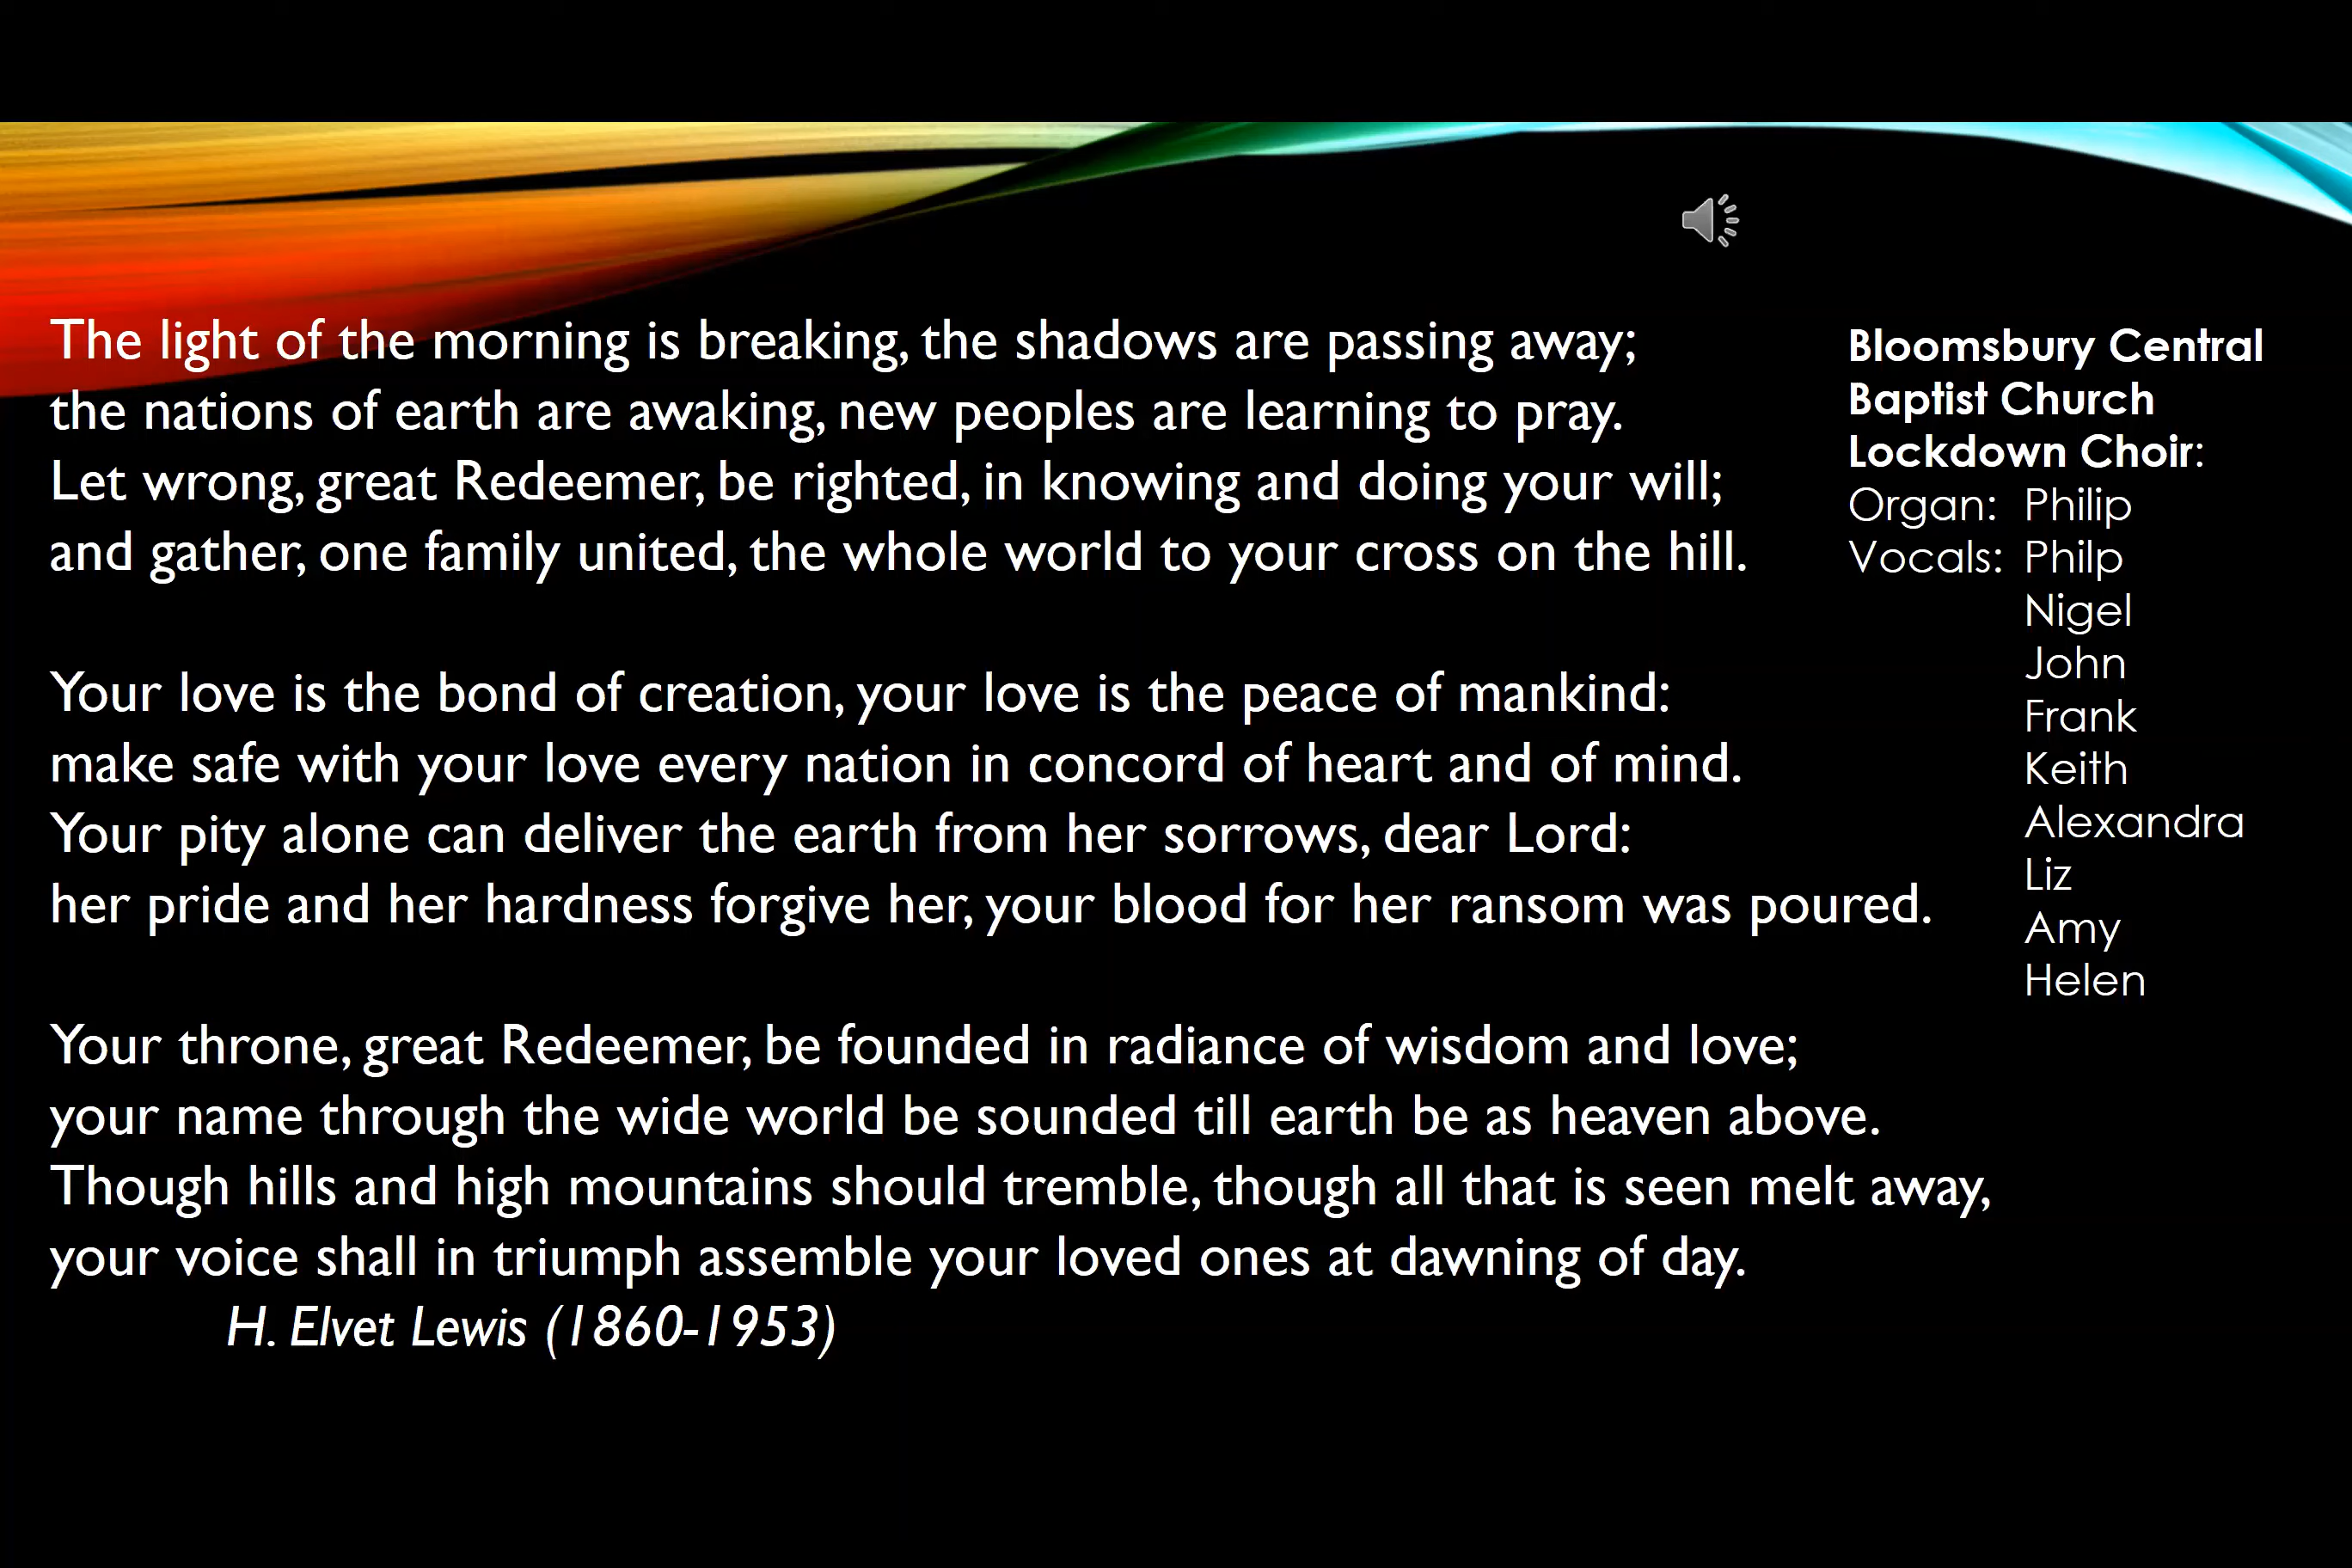 The light of the morning is breaking, the shadows are passing away;
the nations of earth are awaking, new peoples are learning to pray.
Let wrong, great Redeemer, be righted, in knowing and doing your will;
and gather, one family united, the whole world to your cross on the hill.
Your love is the bond of creation, your love is the peace of mankind:
make safe with your love every nation in concord of heart and of mind.
Your pity alone can deliver the earth from her sorrows, dear Lord:
her pride and her hardness forgive her, your blood for her ransom was poured.
Your throne, great Redeemer, be founded in radiance of wisdom and love;
your name through the wide world be sounded till earth be as heaven above.
Though hills and high mountains should tremble, though all that is seen melt away,
your voice shall in triumph assemble your loved ones at dawning of day.
H. Elvet Lewis (1860-1953)
Bloomsbury Central
Baptist Church
Lockdown Choir:
Organ: Philip
Vocals: Philp
Nigel
John
Frank
Keith
Alexandra
Liz
Amy
Helen